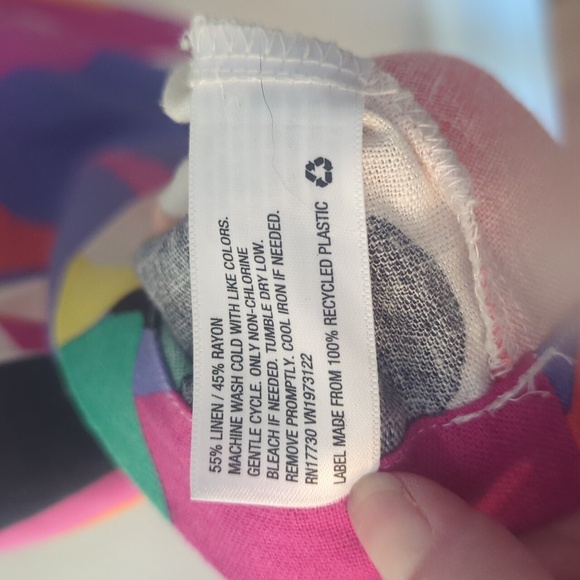 55% LINEN / 45% RAYON
MACHINE WASH COLD WITH LIKE COLORS.
GENTLE CYCLE. ONLY NON-CHLORINE
BLEACH IF NEEDED. TUMBLE DRY LOW.
REMOVE PROMPTLY. COOL IRON IF NEEDED.
RN17730 VN1973122
LABEL MADE FROM 100% RECYCLED PLASTIC